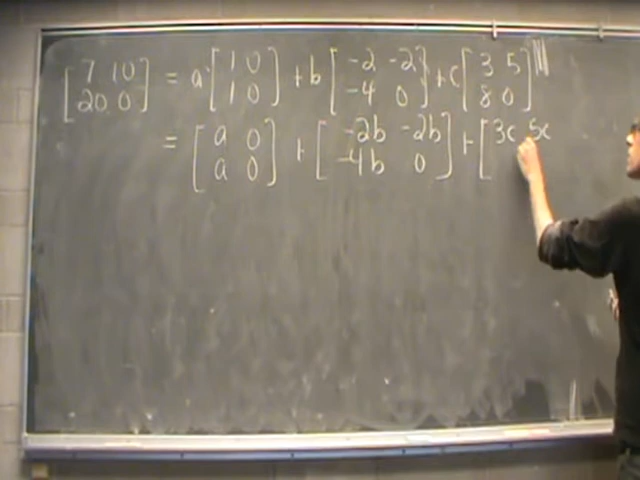 [7 10; 20 0] = a [1 0; 1 0] + b [-2 -2; -4 0] + c [3 5; 8 0]
= [a 0; a 0] + [-2b -2b; -4b 0] + [3c 5c